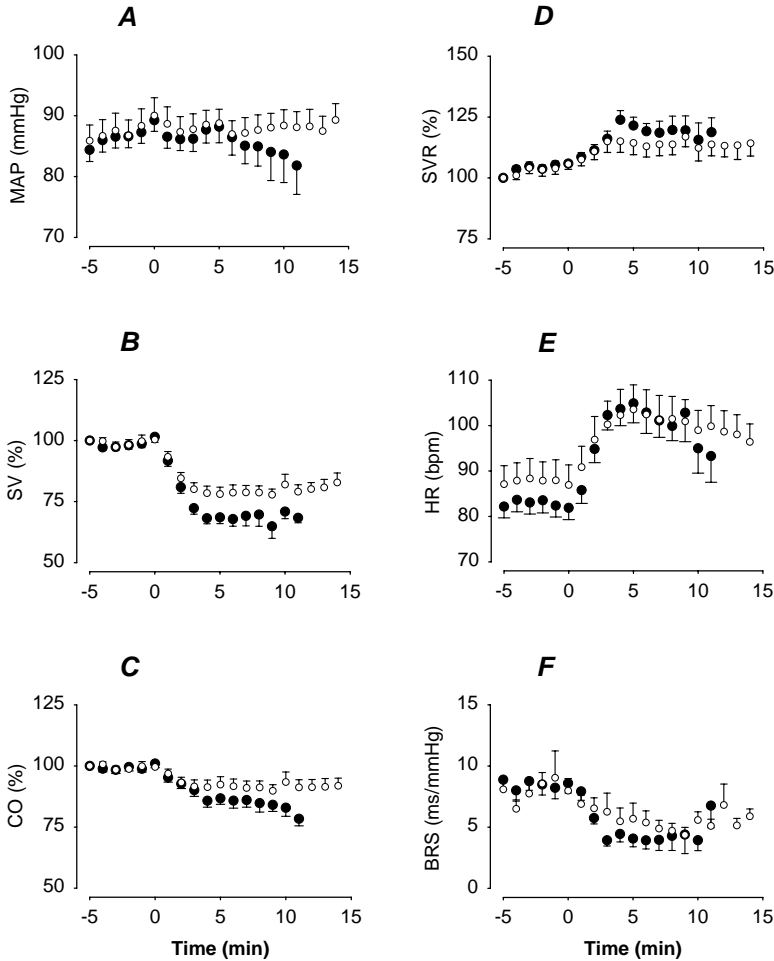 A
100
90
80
70
MAP (mmHg)
-5 0 5 10 15
B
125
100
75
50
SV (%)
-5 0 5 10 15
C
125
100
75
50
CO (%)
-5 0 5 10 15
Time (min)
D
150
125
100
75
SVR (%)
-5 0 5 10 15
E
110
100
90
80
70
HR (bpm)
-5 0 5 10 15
F
15
10
5
0
BRS (ms/mmHg)
-5 0 5 10 15
Time (min)